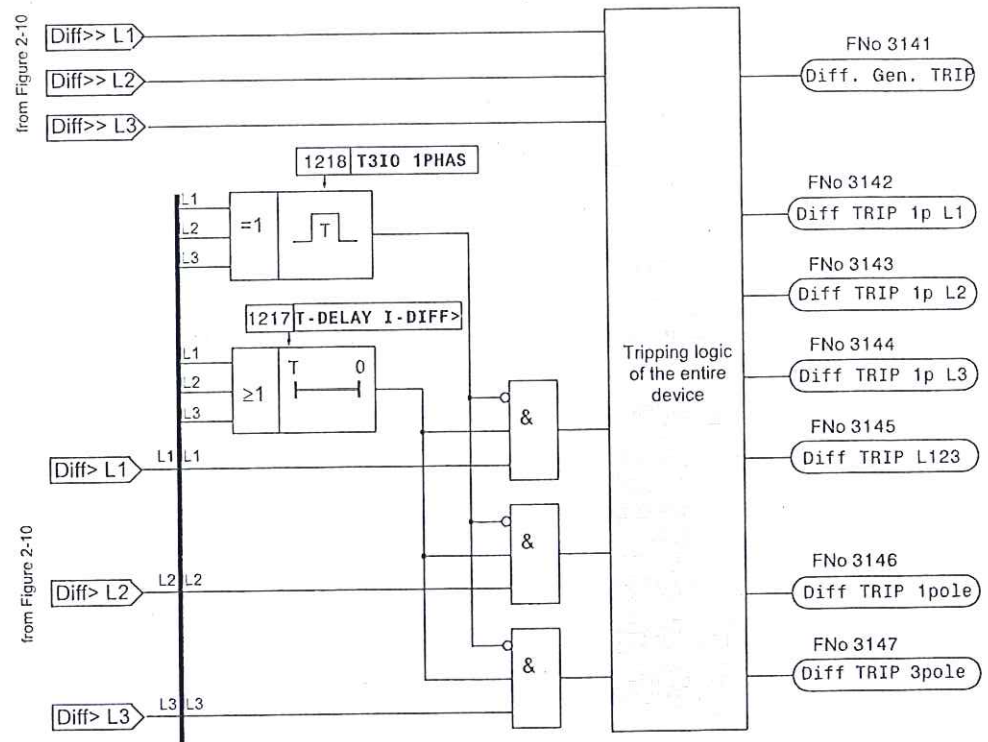 from Figure 2-10
Diff>> L1
Diff>> L2
Diff>> L3
1218 T3I0 1PHAS
L1
L2
L3
=1
T
1217 T-DELAY I-DIFF>
L1
L2
L3
≥1
T 0
Diff> L1
L1 L1
&
from Figure 2-10
Diff> L2
L2 L2
&
Diff> L3
L3 L3
&
Tripping logic
of the entire
device
FNo 3141
Diff. Gen. TRIP
FNo 3142
Diff TRIP 1p L1
FNo 3143
Diff TRIP 1p L2
FNo 3144
Diff TRIP 1p L3
FNo 3145
Diff TRIP L123
FNo 3146
Diff TRIP 1pole
FNo 3147
Diff TRIP 3pole